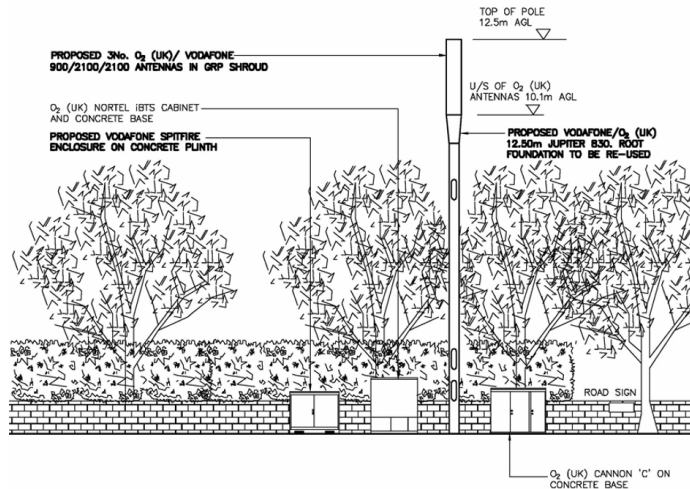 TOP OF POLE
12.5m AGL
PROPOSED 3No. O₂ (UK)/ VODAFONE
900/2100/2100 ANTENNAS IN GRP SHROUD
U/S OF O₂ (UK)
ANTENNAS 10.1m AGL
O₂ (UK) NORTEL iBTS CABINET
AND CONCRETE BASE
PROPOSED VODAFONE SPITFIRE
ENCLOSURE ON CONCRETE PLINTH
PROPOSED VODAFONE/O₂ (UK)
12.50m JUPITER 830. ROOT
FOUNDATION TO BE RE-USED
ROAD SIGN
O₂ (UK) CANNON 'C' ON
CONCRETE BASE